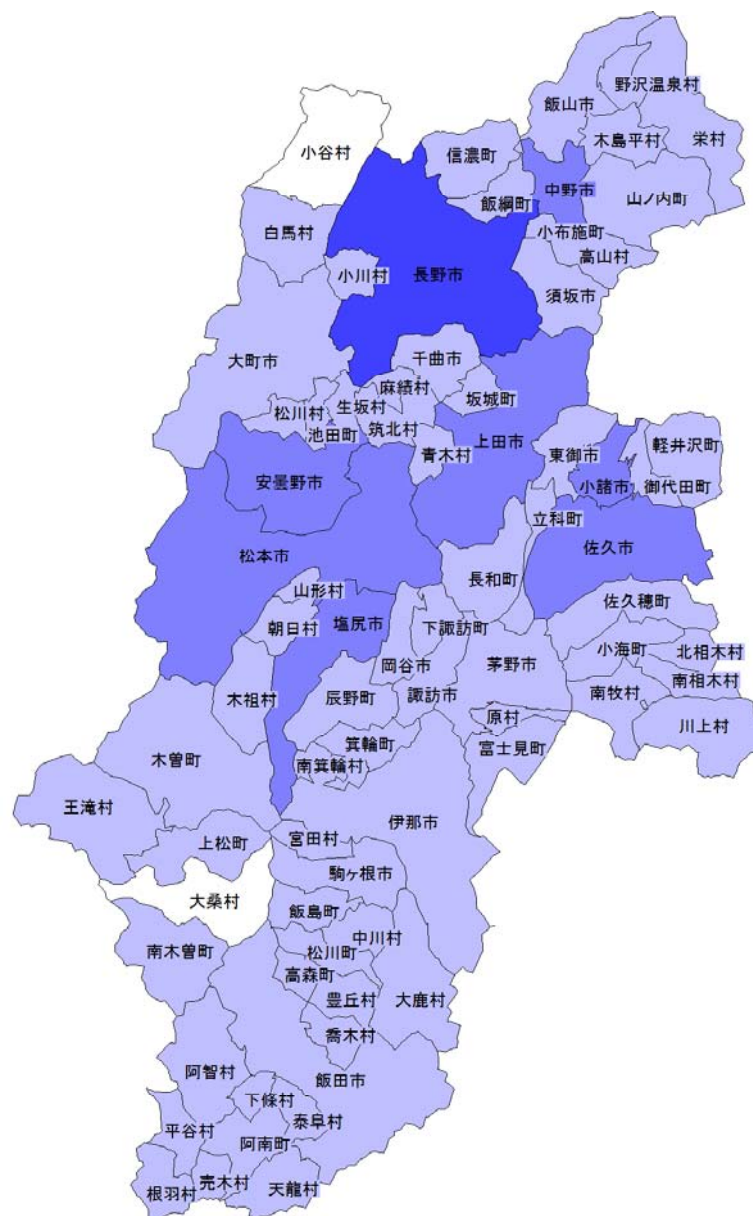 野沢温泉村
飯山市
木島平村
栄村
小谷村
信濃町
中野市
飯綱町
山ノ内町
白馬村
小布施町
高山村
小川村
長野市
須坂市
大町市
千曲市
麻績村
坂城町
生坂村
松川村
池田町
筑北村
青木村
上田市
東御市
軽井沢町
安曇野市
小諸市
御代田町
立科町
松本市
佐久市
長和町
山形村
佐久穂町
朝日村
塩尻市
下諏訪町
小海町
北相木村
岡谷市
茅野市
南相木村
木祖村
辰野町
諏訪市
南牧村
原村
川上村
木曽町
箕輪町
富士見町
南箕輪村
王滝村
伊那市
上松町
宮田村
駒ヶ根市
大桑村
飯島町
中川村
南木曽町
松川町
高森町
豊丘村
大鹿村
喬木村
阿智村
飯田市
下條村
泰阜村
平谷村
阿南町
売木村
天龍村
根羽村